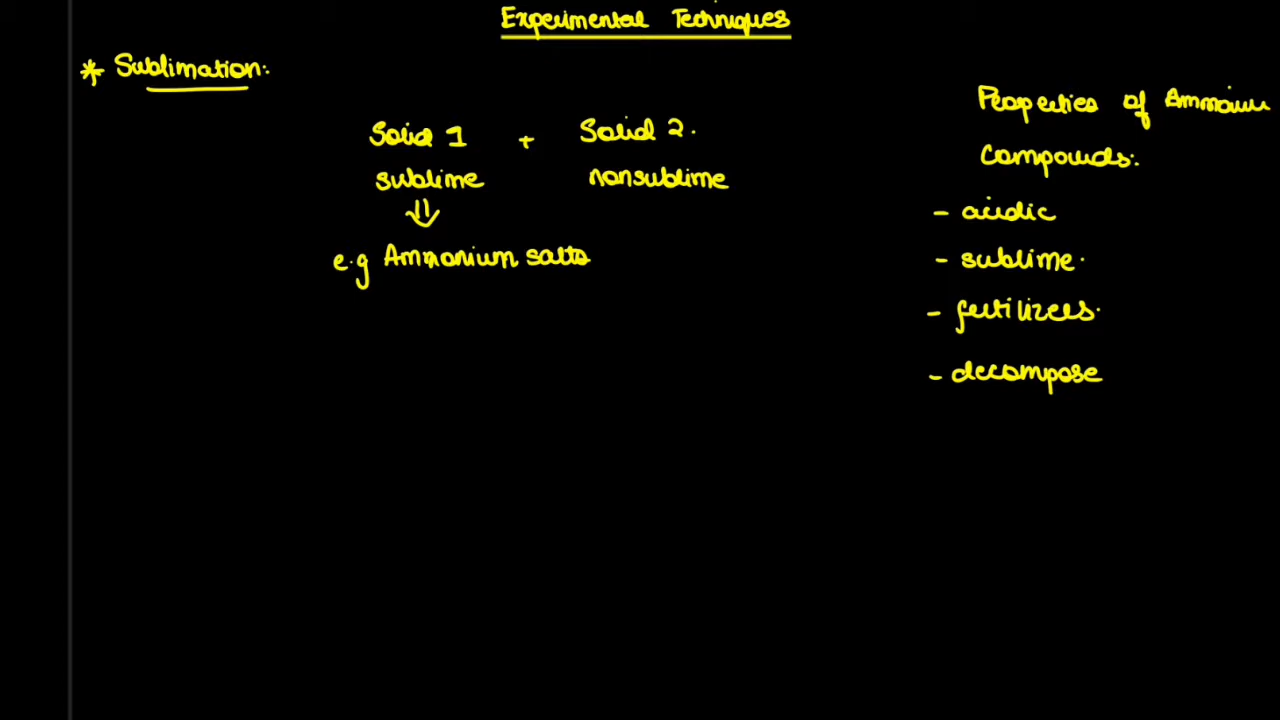 Experimental Techniques
* Sublimation:
Solid 1 + Solid 2.
sublime nonsublime
⇓
e.g Ammonium salts
Properties of Ammonium
Compounds:
- acidic
- sublime.
- fertilizers.
- decompose